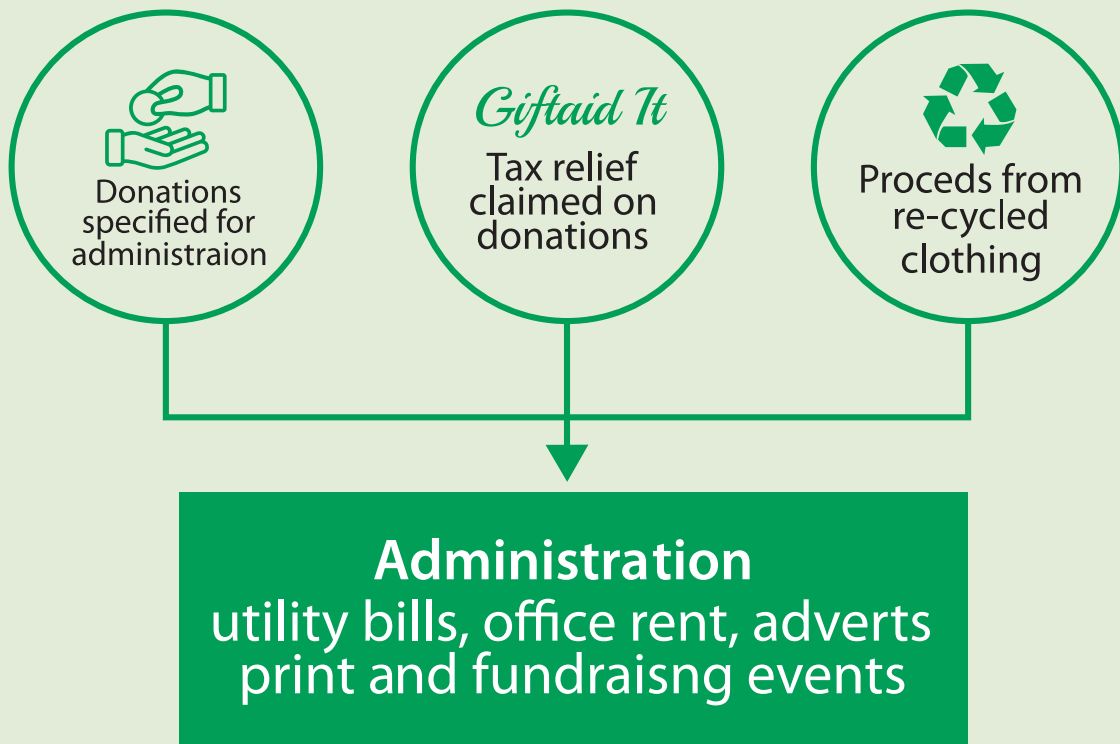 Donations
specified for
administraion
Giftaid It
Tax relief
claimed on
donations
Proceds from
re-cycled
clothing
Administration
utility bills, office rent, adverts
print and fundraisng events